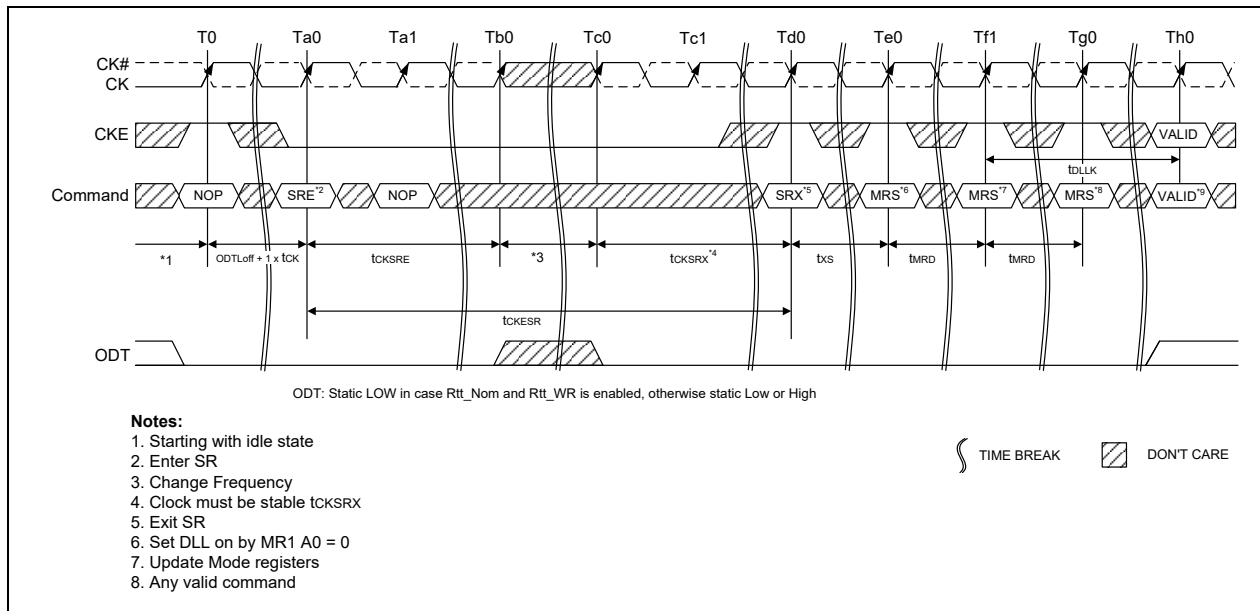 T0 Ta0 Ta1 Tb0 Tc0 Tc1 Td0 Te0 Tf1 Tg0 Th0
CK#
CK
CKE
VALID
tDLLK
Command
NOP SRE*2 NOP SRX*5 MRS*6 MRS*7 MRS*8 VALID*9
*1 ODTLoff + 1 x tCK tCKSRE *3 tCKSRX*4 tXS tMRD tMRD
tCKESR
ODT
ODT: Static LOW in case Rtt_Nom and Rtt_WR is enabled, otherwise static Low or High
Notes:
1. Starting with idle state
2. Enter SR
3. Change Frequency
4. Clock must be stable tCKSRX
5. Exit SR
6. Set DLL on by MR1 A0 = 0
7. Update Mode registers
8. Any valid command
TIME BREAK
DON'T CARE